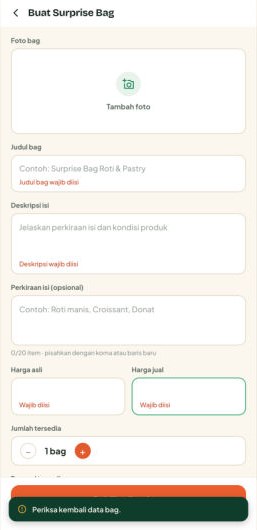 Buat Surprise Bag
Foto bag
Tambah foto
Judul bag
Contoh: Surprise Bag Roti & Pastry
Judul bag wajib diisi
Deskripsi isi
Jelaskan perkiraan isi dan kondisi produk
Deskripsi wajib diisi
Perkiraan isi (opsional)
Contoh: Roti manis, Croissant, Donat
0/20 item · pisahkan dengan koma atau baris baru
Harga asli
Harga jual
Wajib diisi
Wajib diisi
Jumlah tersedia
1 bag
Periksa kembali data bag.